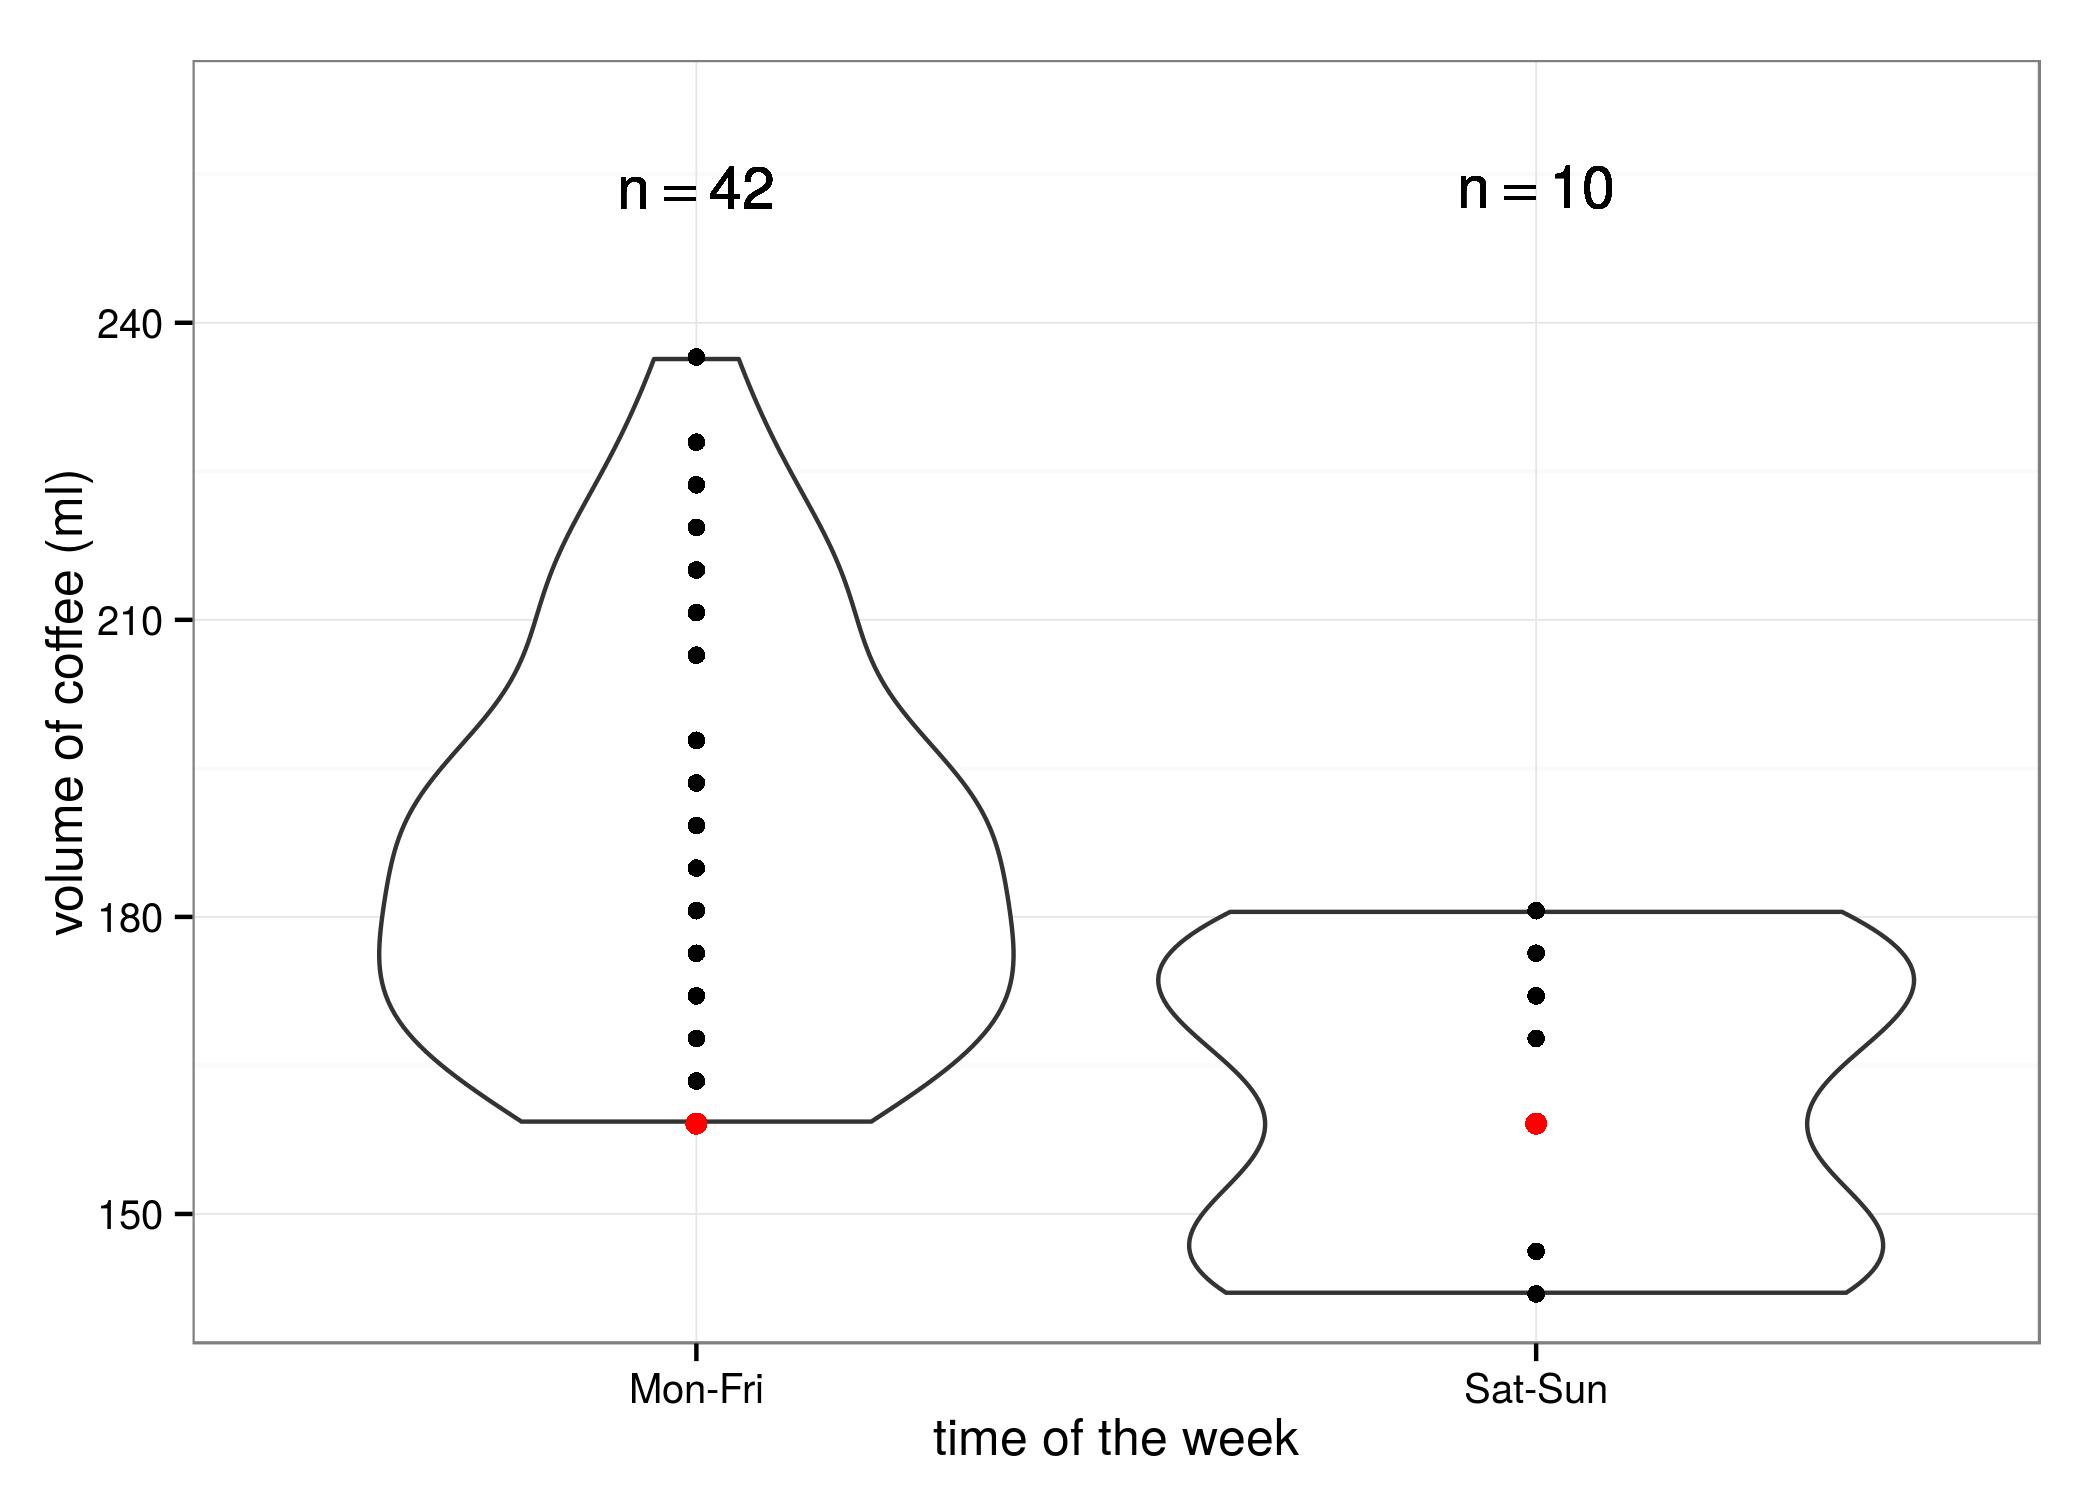 n = 42
n = 10
240
210
180
150
volume of coffee (ml)
Mon-Fri
Sat-Sun
time of the week